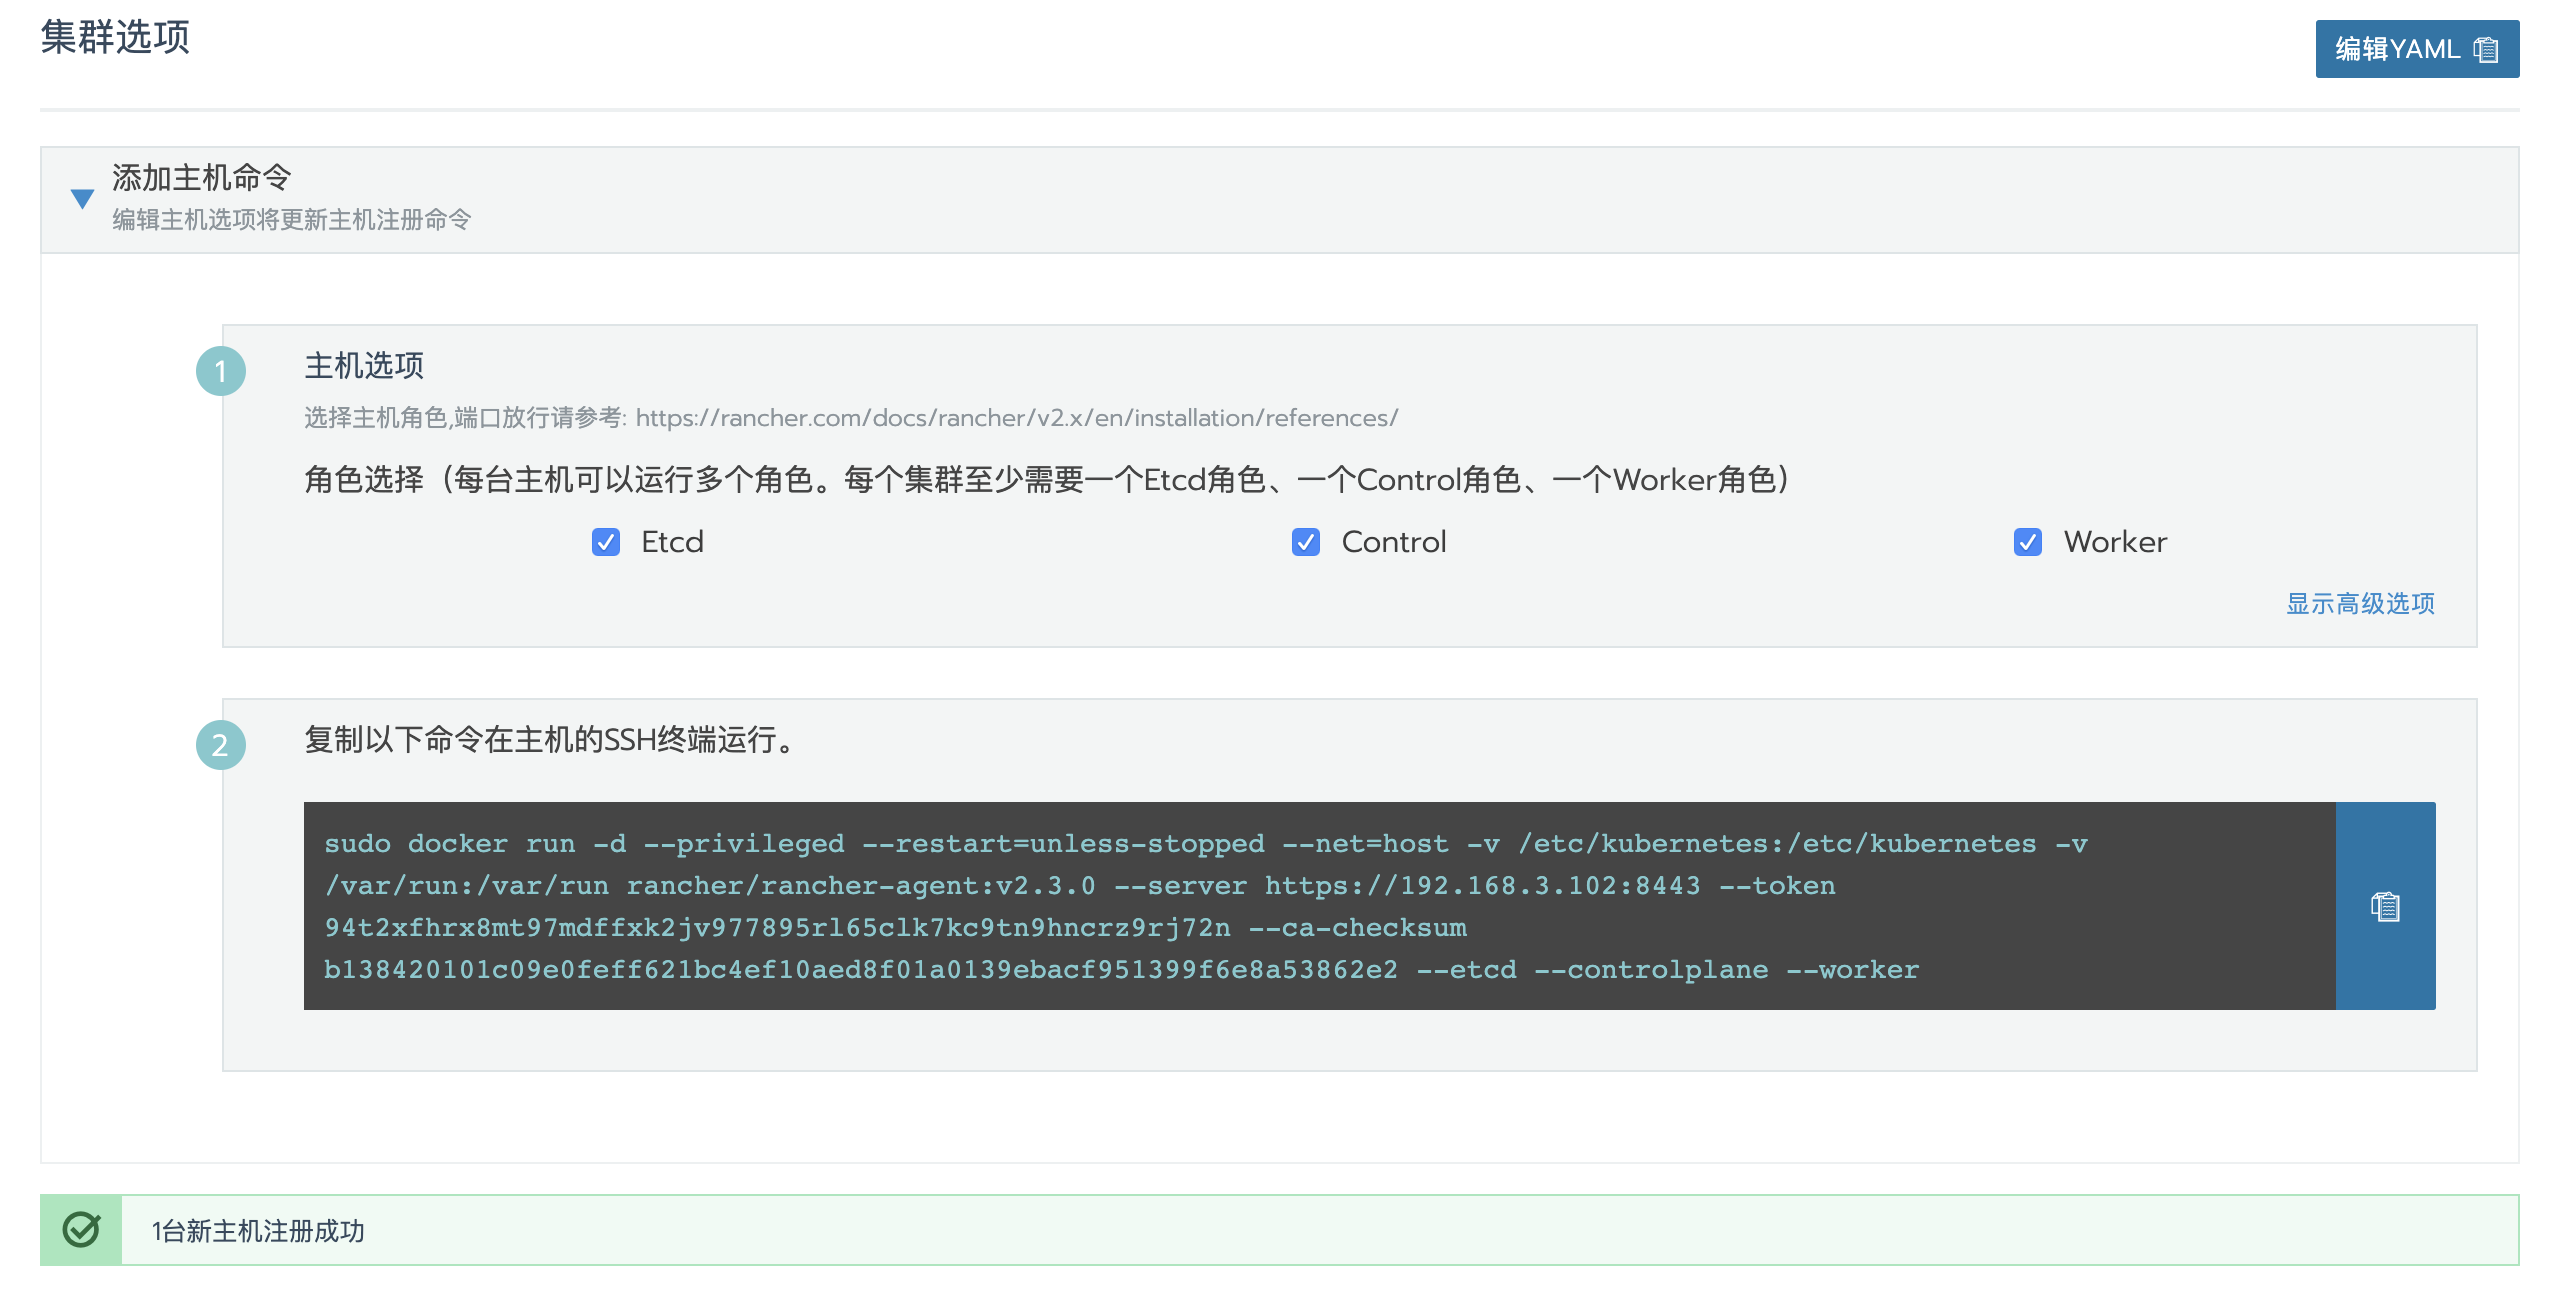 集群选项
编辑YAML
添加主机命令
编辑主机选项将更新主机注册命令
1
主机选项
选择主机角色,端口放行请参考: https://rancher.com/docs/rancher/v2.x/en/installation/references/
角色选择（每台主机可以运行多个角色。每个集群至少需要一个Etcd角色、一个Control角色、一个Worker角色）
Etcd
Control
Worker
显示高级选项
2
复制以下命令在主机的SSH终端运行。
sudo docker run -d --privileged --restart=unless-stopped --net=host -v /etc/kubernetes:/etc/kubernetes -v
/var/run:/var/run rancher/rancher-agent:v2.3.0 --server https://192.168.3.102:8443 --token
94t2xfhrx8mt97mdffxk2jv977895rl65clk7kc9tn9hncrz9rj72n --ca-checksum
b138420101c09e0feff621bc4ef10aed8f01a0139ebacf951399f6e8a53862e2 --etcd --controlplane --worker
1台新主机注册成功